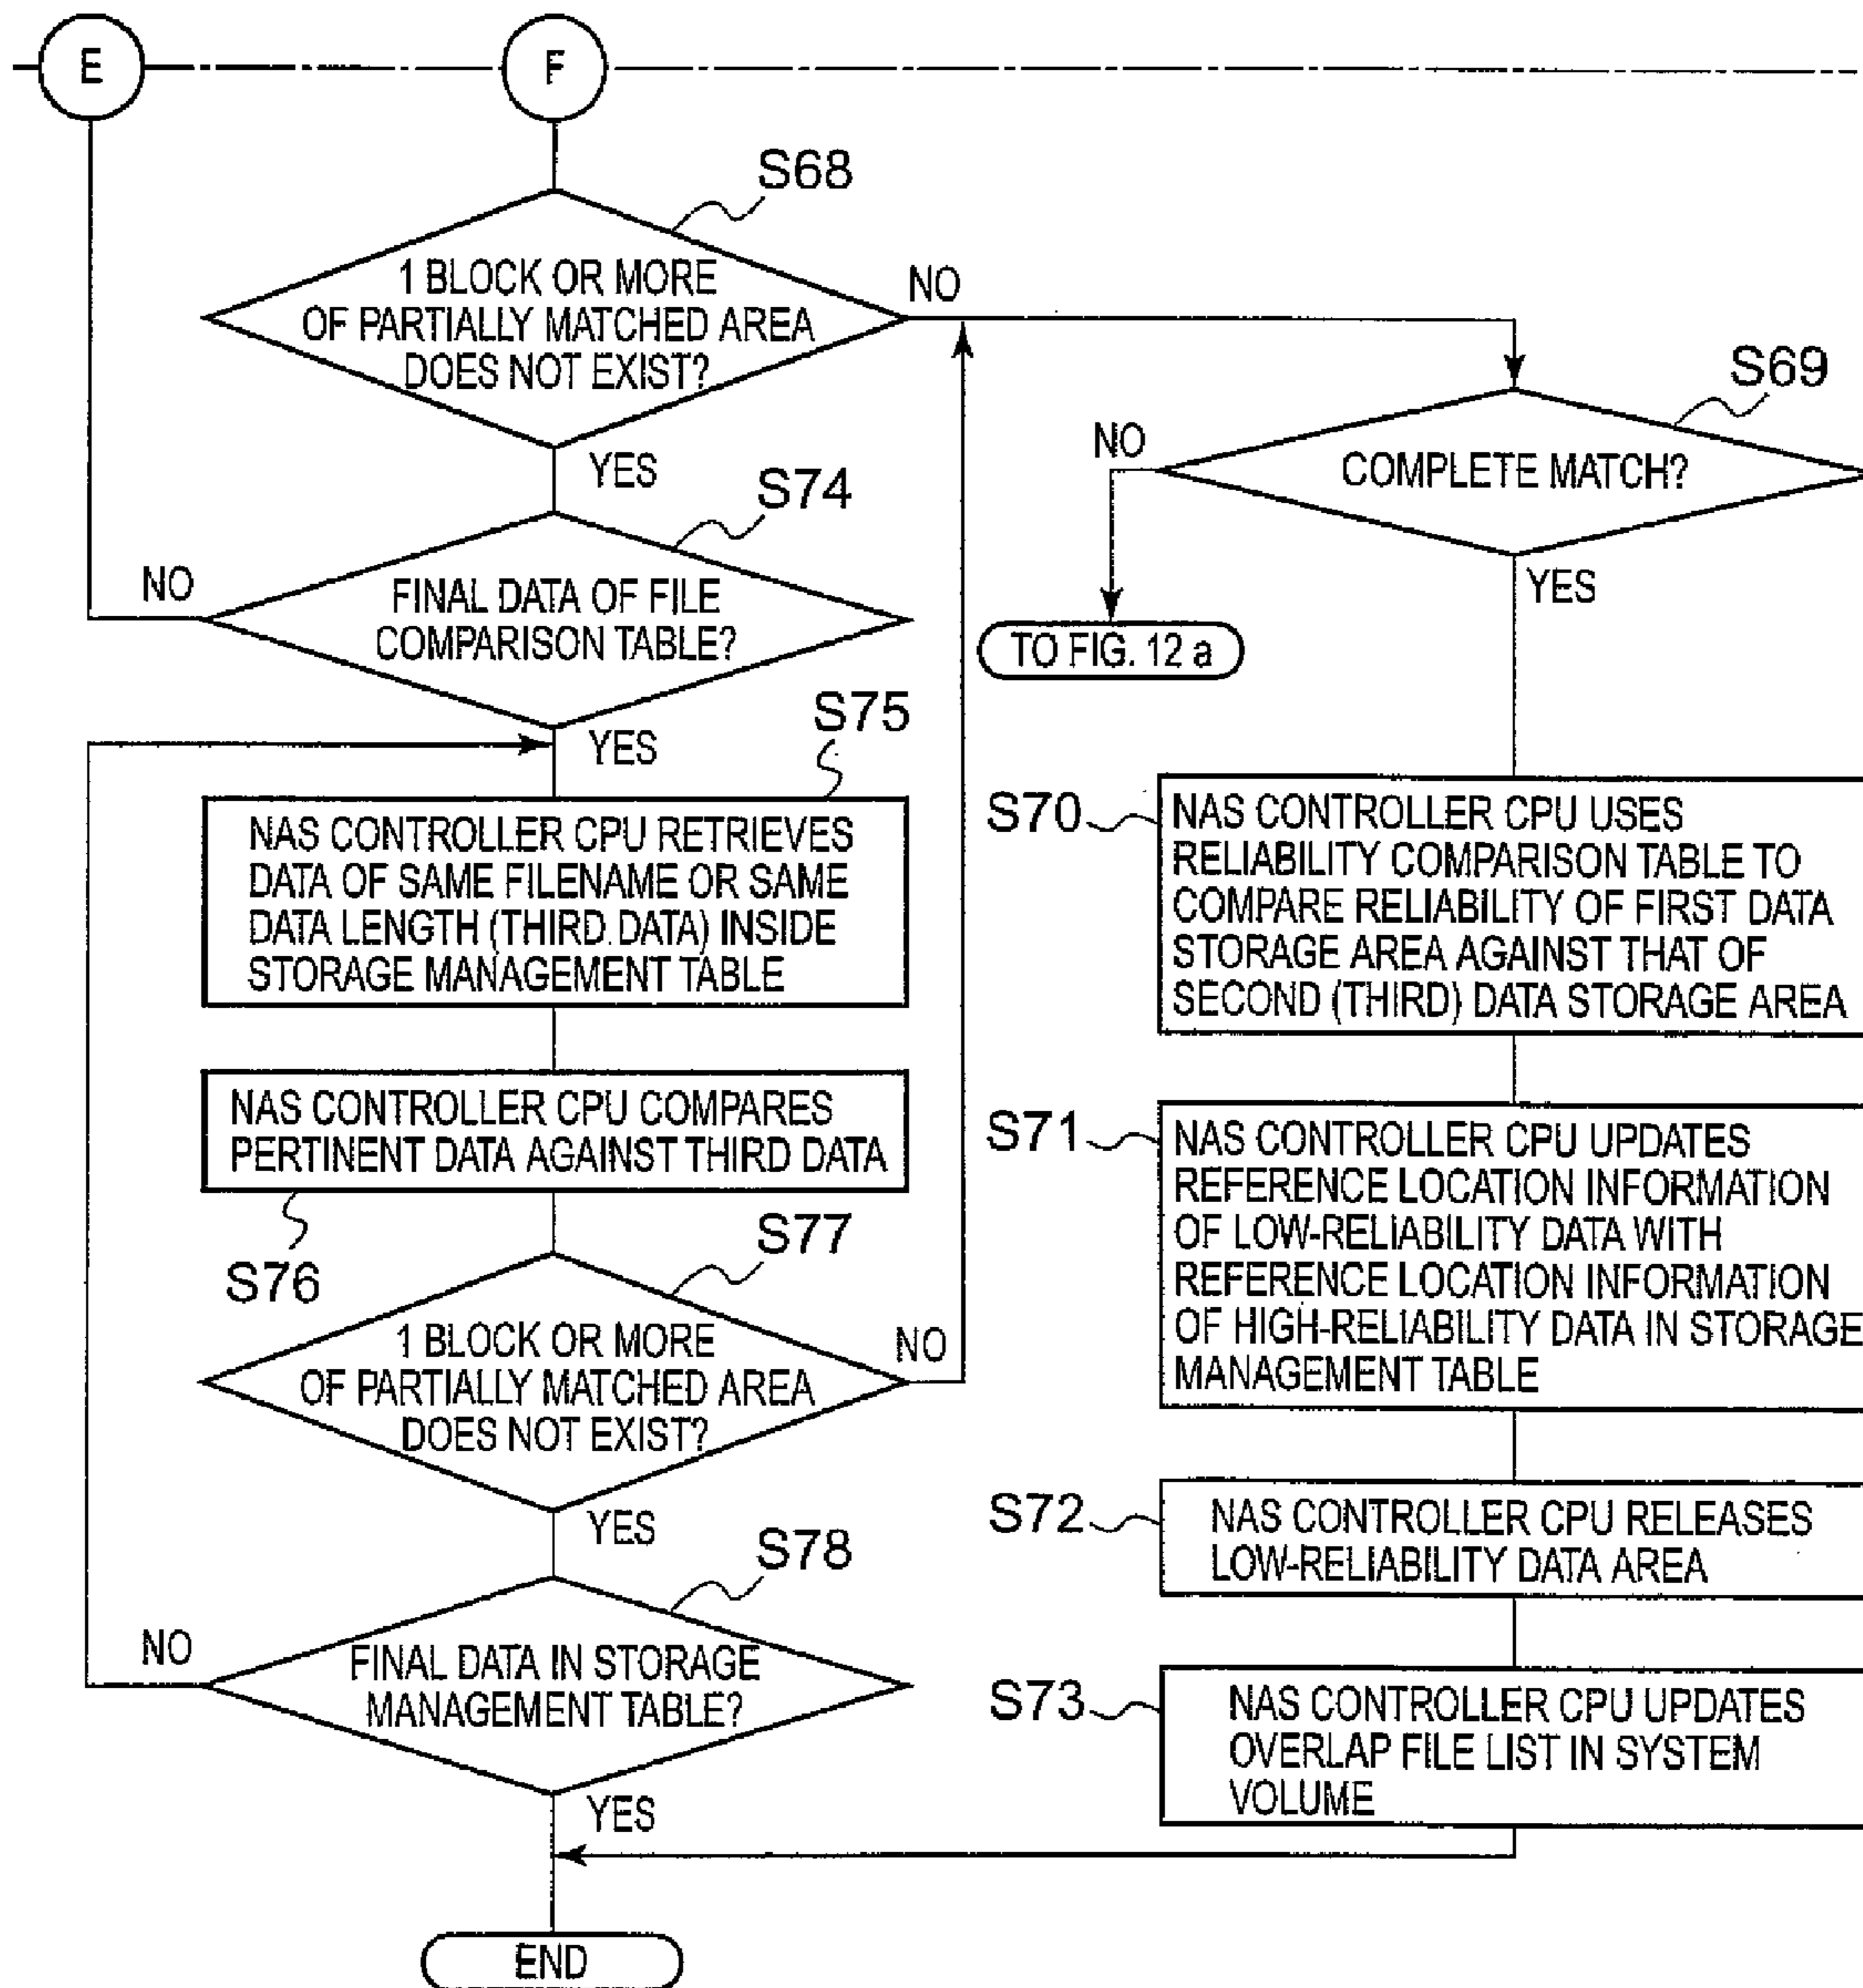 E
F
S68
1 BLOCK OR MORE
OF PARTIALLY MATCHED AREA
DOES NOT EXIST?
NO
YES
S69
COMPLETE MATCH?
NO
YES
TO FIG. 12 a
S74
FINAL DATA OF FILE
COMPARISON TABLE?
NO
YES
S75
NAS CONTROLLER CPU RETRIEVES
DATA OF SAME FILENAME OR SAME
DATA LENGTH (THIRD DATA) INSIDE
STORAGE MANAGEMENT TABLE
NAS CONTROLLER CPU COMPARES
PERTINENT DATA AGAINST THIRD DATA
S76
S77
1 BLOCK OR MORE
OF PARTIALLY MATCHED AREA
DOES NOT EXIST?
NO
YES
S78
FINAL DATA IN STORAGE
MANAGEMENT TABLE?
NO
YES
S70
NAS CONTROLLER CPU USES
RELIABILITY COMPARISON TABLE TO
COMPARE RELIABILITY OF FIRST DATA
STORAGE AREA AGAINST THAT OF
SECOND (THIRD) DATA STORAGE AREA
S71
NAS CONTROLLER CPU UPDATES
REFERENCE LOCATION INFORMATION
OF LOW-RELIABILITY DATA WITH
REFERENCE LOCATION INFORMATION
OF HIGH-RELIABILITY DATA IN STORAGE
MANAGEMENT TABLE
S72
NAS CONTROLLER CPU RELEASES
LOW-RELIABILITY DATA AREA
S73
NAS CONTROLLER CPU UPDATES
OVERLAP FILE LIST IN SYSTEM
VOLUME
END